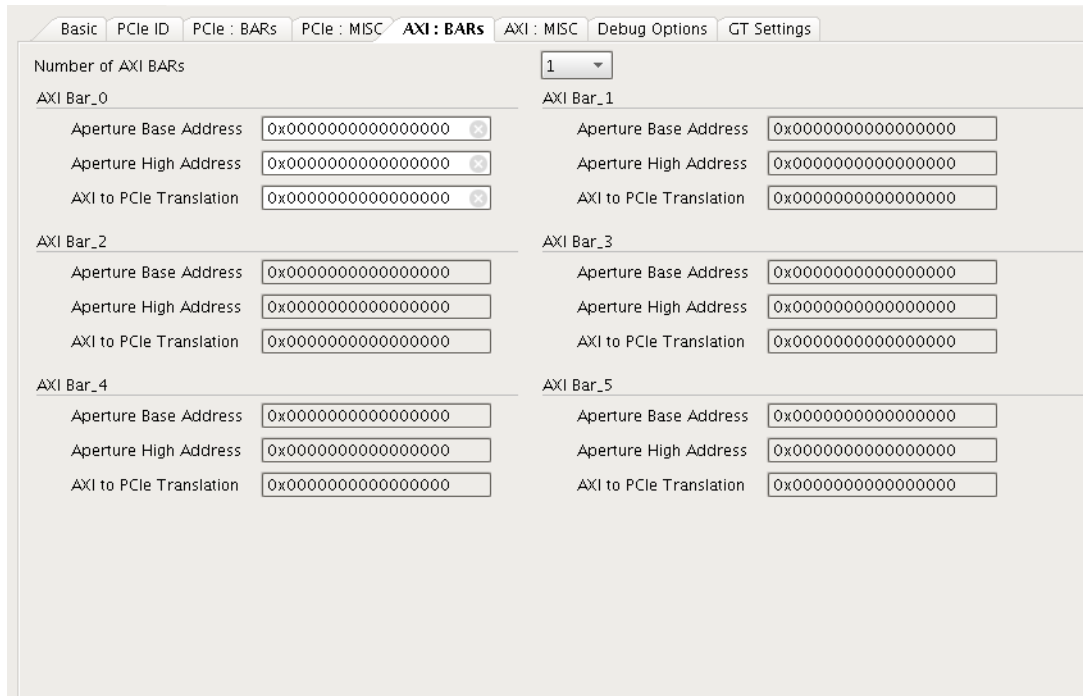 Basic PCIe ID PCIe : BARs PCIe : MISC AXI : BARs AXI : MISC Debug Options GT Settings
Number of AXI BARs 1
AXI Bar_0 AXI Bar_1
Aperture Base Address 0x0000000000000000 Aperture Base Address 0x0000000000000000
Aperture High Address 0x0000000000000000 Aperture High Address 0x0000000000000000
AXI to PCIe Translation 0x0000000000000000 AXI to PCIe Translation 0x0000000000000000
AXI Bar_2 AXI Bar_3
Aperture Base Address 0x0000000000000000 Aperture Base Address 0x0000000000000000
Aperture High Address 0x0000000000000000 Aperture High Address 0x0000000000000000
AXI to PCIe Translation 0x0000000000000000 AXI to PCIe Translation 0x0000000000000000
AXI Bar_4 AXI Bar_5
Aperture Base Address 0x0000000000000000 Aperture Base Address 0x0000000000000000
Aperture High Address 0x0000000000000000 Aperture High Address 0x0000000000000000
AXI to PCIe Translation 0x0000000000000000 AXI to PCIe Translation 0x0000000000000000